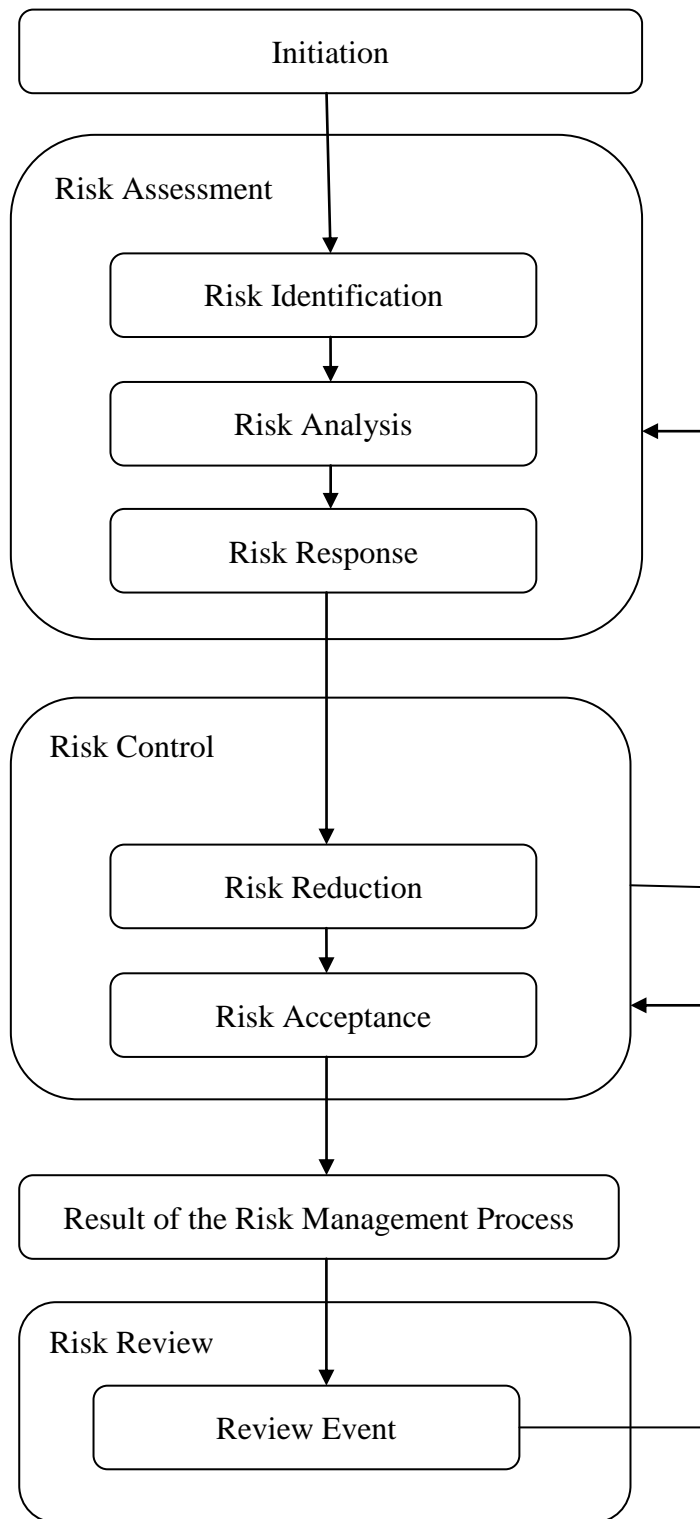 Initiation
Risk Assessment
Risk Identification
Risk Analysis
Risk Response
Risk Control
Risk Reduction
Risk Acceptance
Result of the Risk Management Process
Risk Review
Review Event